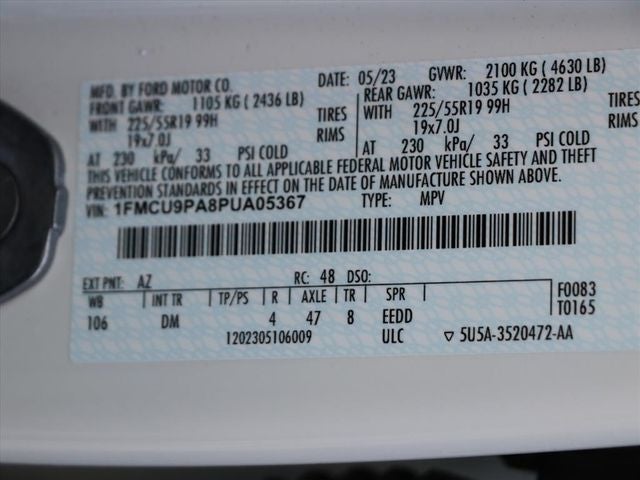 MFD. BY FORD MOTOR CO. DATE: 05/23 GVWR: 2100 KG ( 4630 LB)
FRONT GAWR: 1105 KG ( 2436 LB) REAR GAWR: 1035 KG ( 2282 LB)
WITH 225/55R19 99H TIRES WITH 225/55R19 99H TIRES
19x7.0J RIMS 19x7.0J RIMS
AT 230 kPa/ 33 PSI COLD AT 230 kPa/ 33 PSI COLD
THIS VEHICLE CONFORMS TO ALL APPLICABLE FEDERAL MOTOR VEHICLE SAFETY AND THEFT
PREVENTION STANDARDS IN EFFECT ON THE DATE OF MANUFACTURE SHOWN ABOVE.
VIN: 1FMCU9PA8PUA05367 TYPE: MPV
EXT PNT: AZ RC: 48 DSO:
WB INT TR TP/PS R AXLE TR SPR F0083
106 DM 4 47 8 EEDD T0165
1202305106009 ULC ▽ 5U5A-3520472-AA